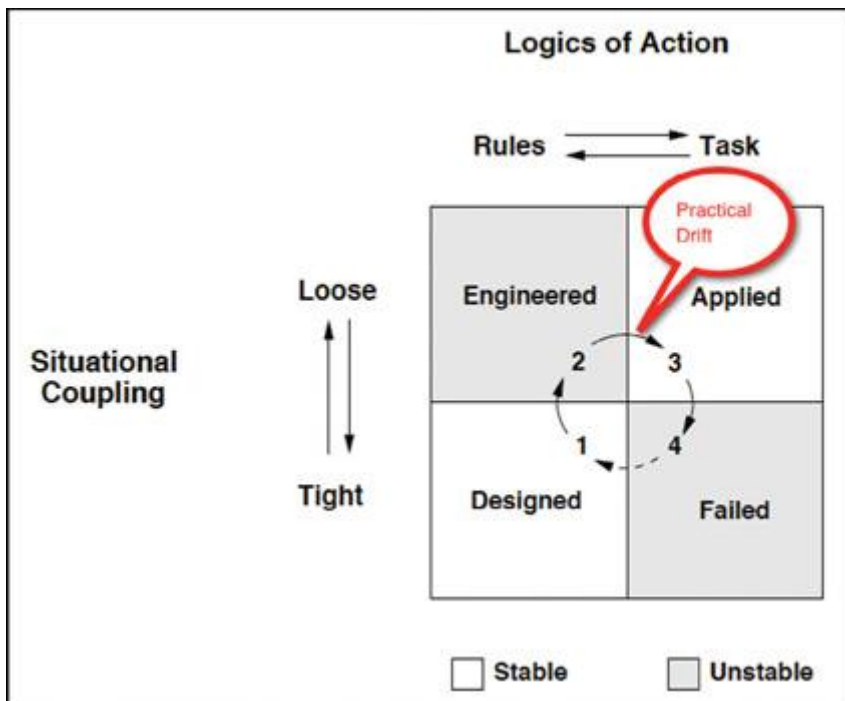 Logics of Action
Rules Task
Practical
Drift
Loose
Engineered Applied
Situational
Coupling
2 3
1 4
Tight
Designed Failed
Stable Unstable